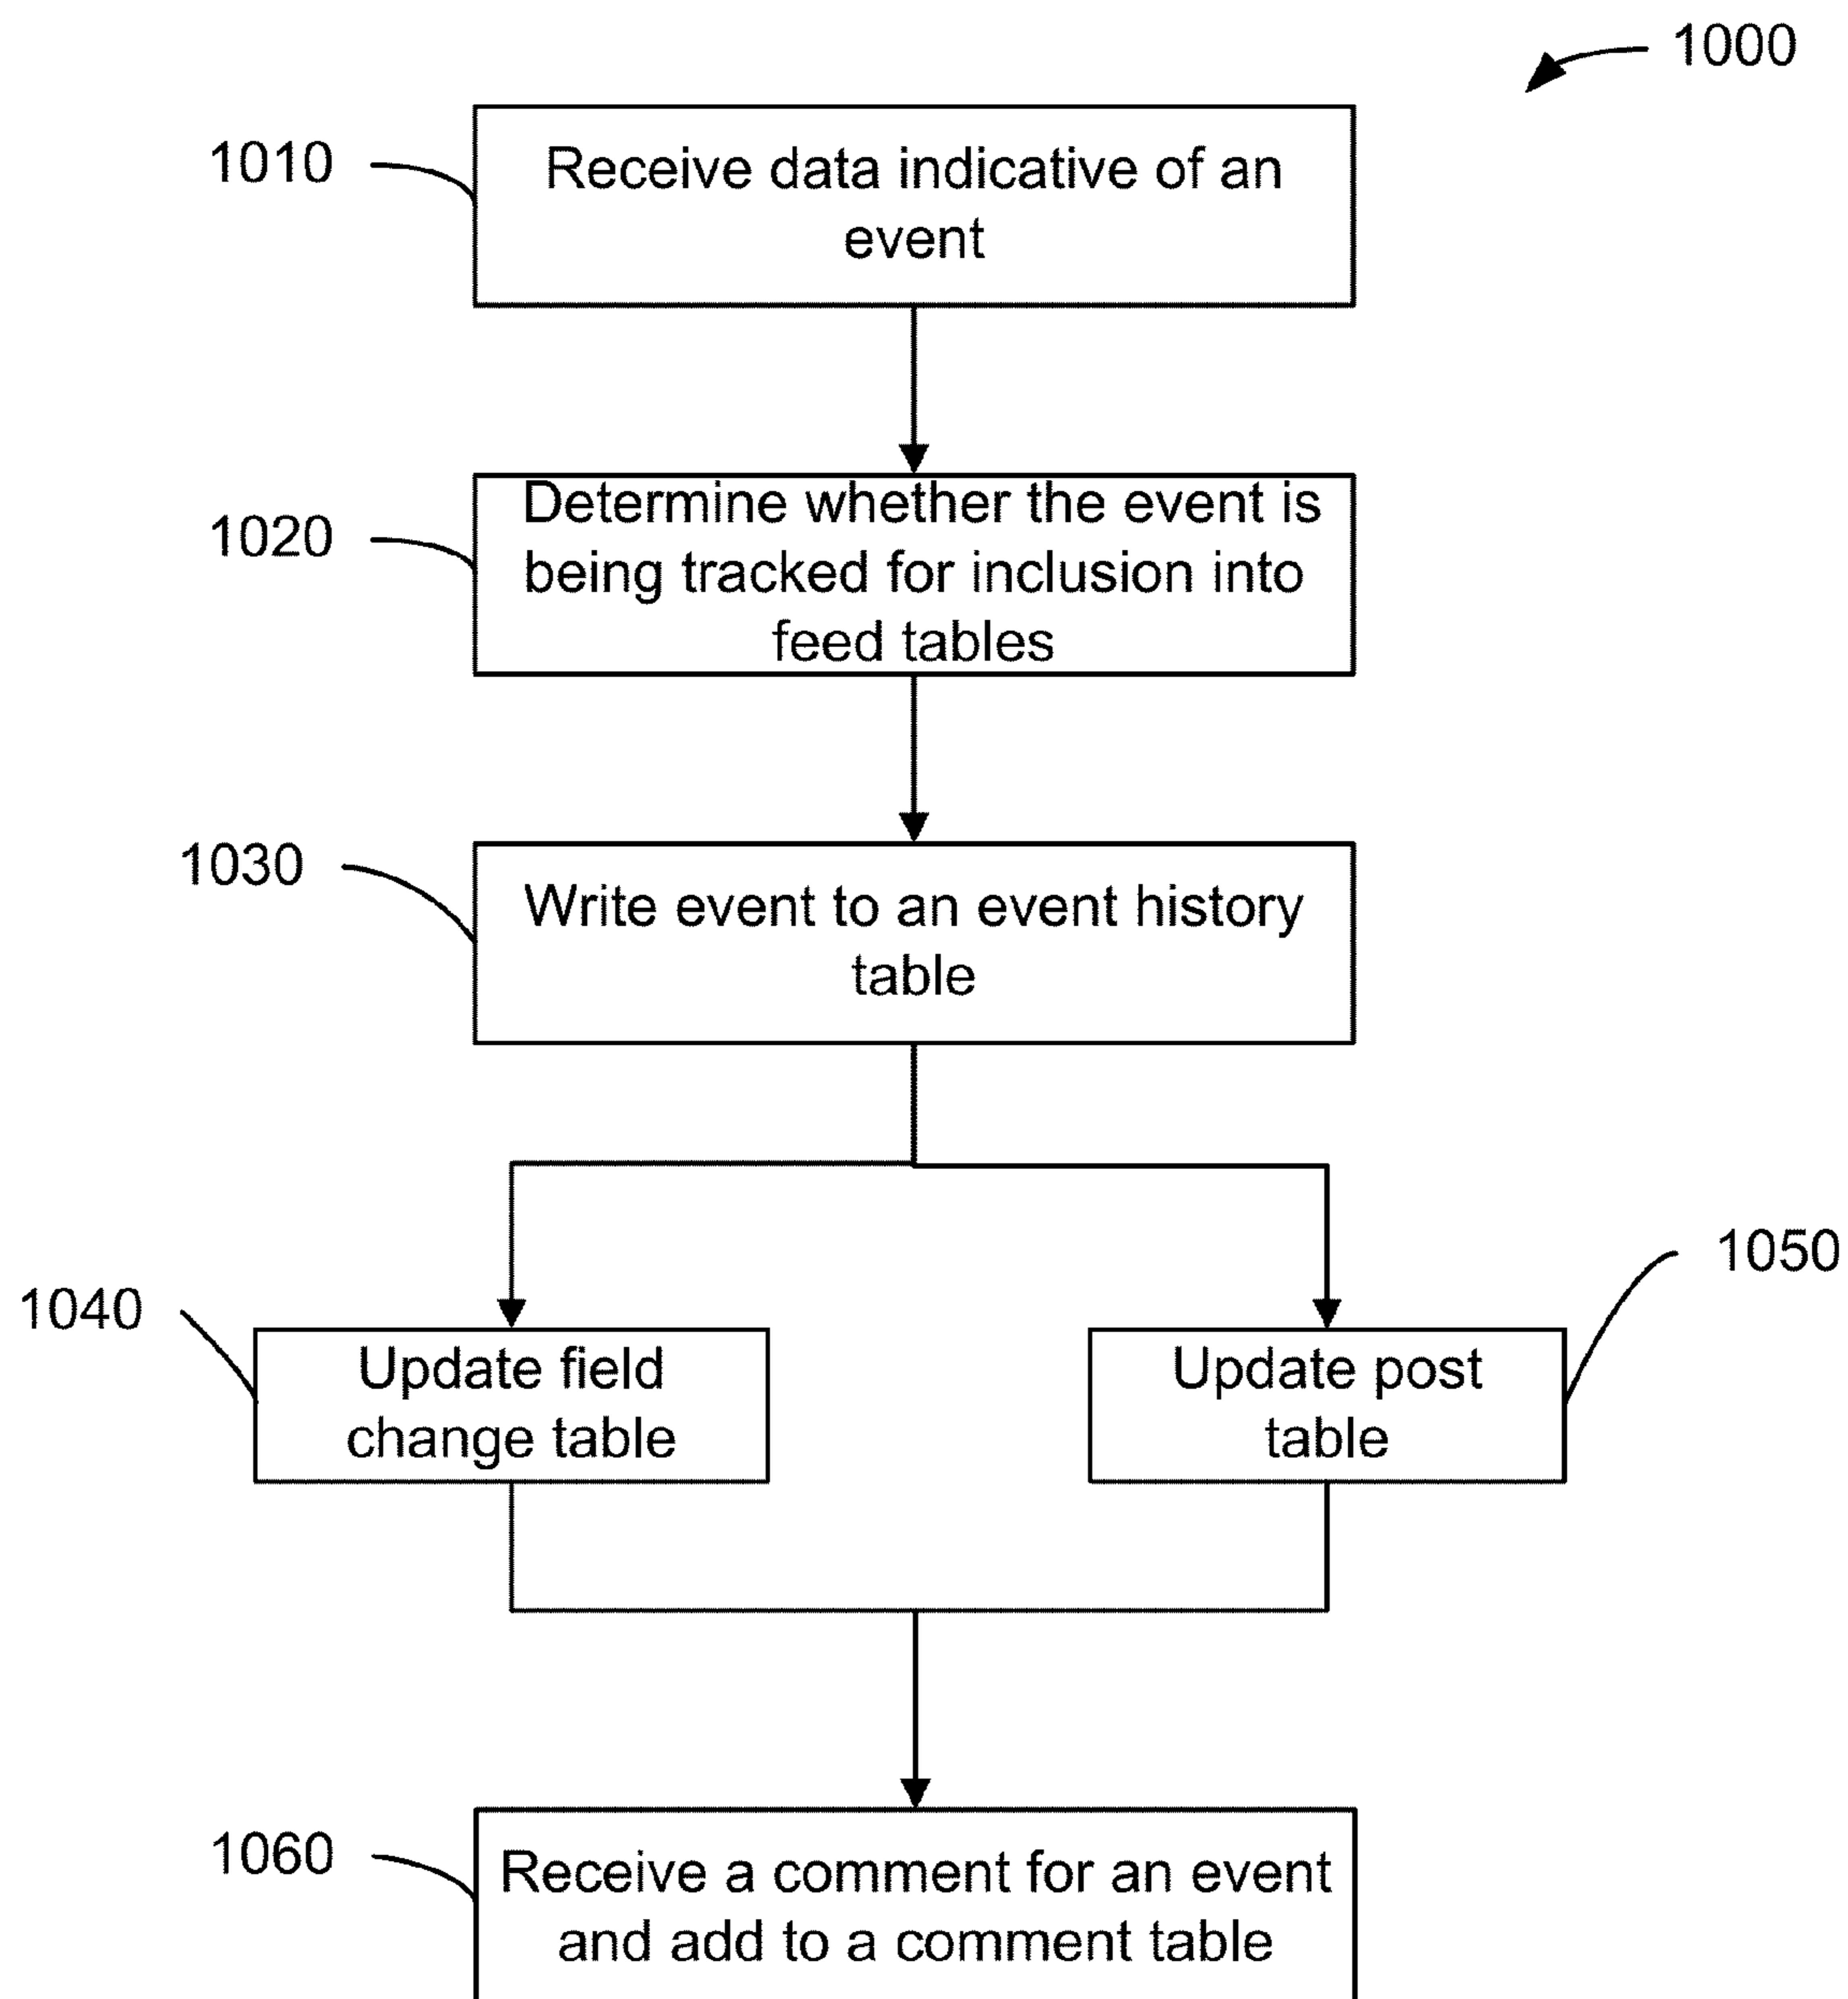 1000
1010
Receive data indicative of an
event
1020
Determine whether the event is
being tracked for inclusion into
feed tables
1030
Write event to an event history
table
1040
Update field
change table
1050
Update post
table
1060
Receive a comment for an event
and add to a comment table